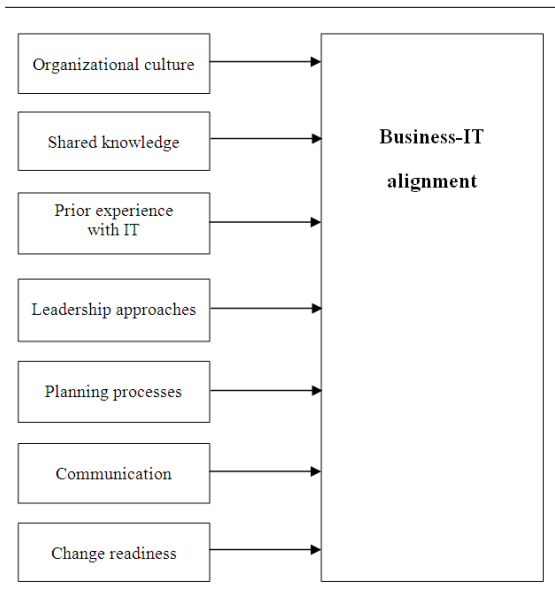 Organizational culture
Shared knowledge
Prior experience
with IT
Leadership approaches
Planning processes
Communication
Change readiness
Business-IT
alignment